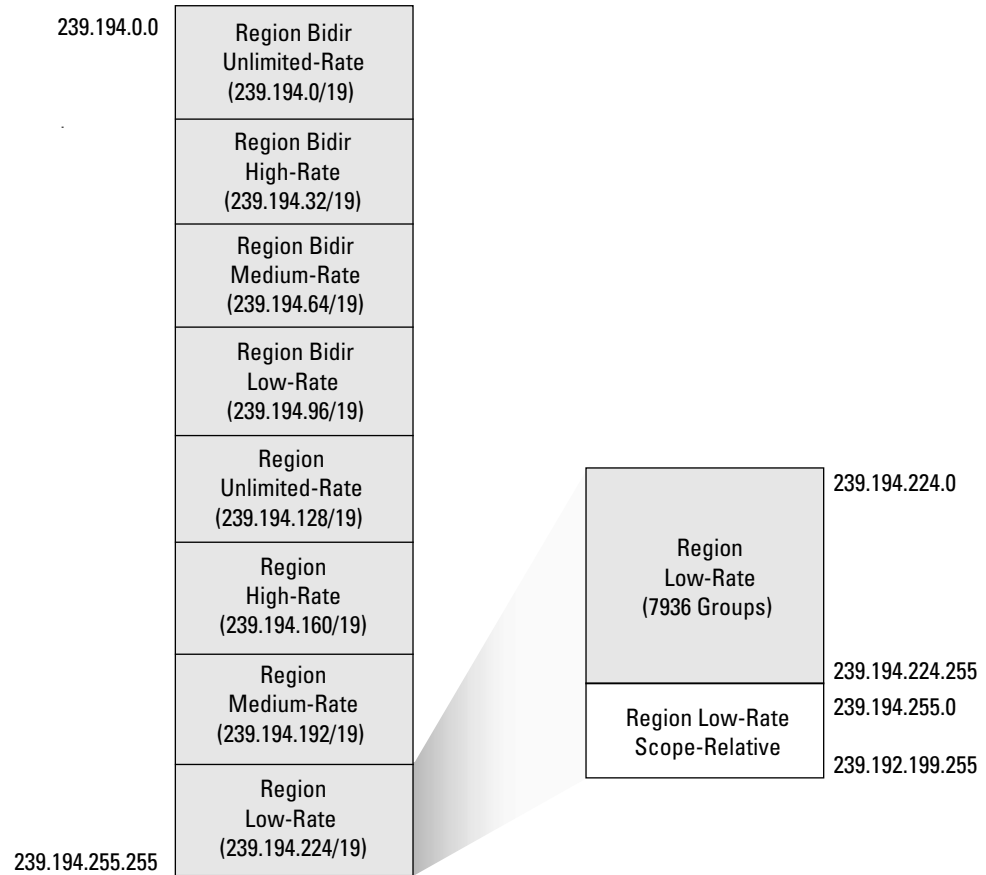 239.194.0.0
Region Bidir
Unlimited-Rate
(239.194.0/19)
Region Bidir
High-Rate
(239.194.32/19)
Region Bidir
Medium-Rate
(239.194.64/19)
Region Bidir
Low-Rate
(239.194.96/19)
Region
Unlimited-Rate
(239.194.128/19)
Region
High-Rate
(239.194.160/19)
Region
Medium-Rate
(239.194.192/19)
Region
Low-Rate
(239.194.224/19)
239.194.255.255
239.194.224.0
Region
Low-Rate
(7936 Groups)
239.194.224.255
239.194.255.0
Region Low-Rate
Scope-Relative
239.192.199.255